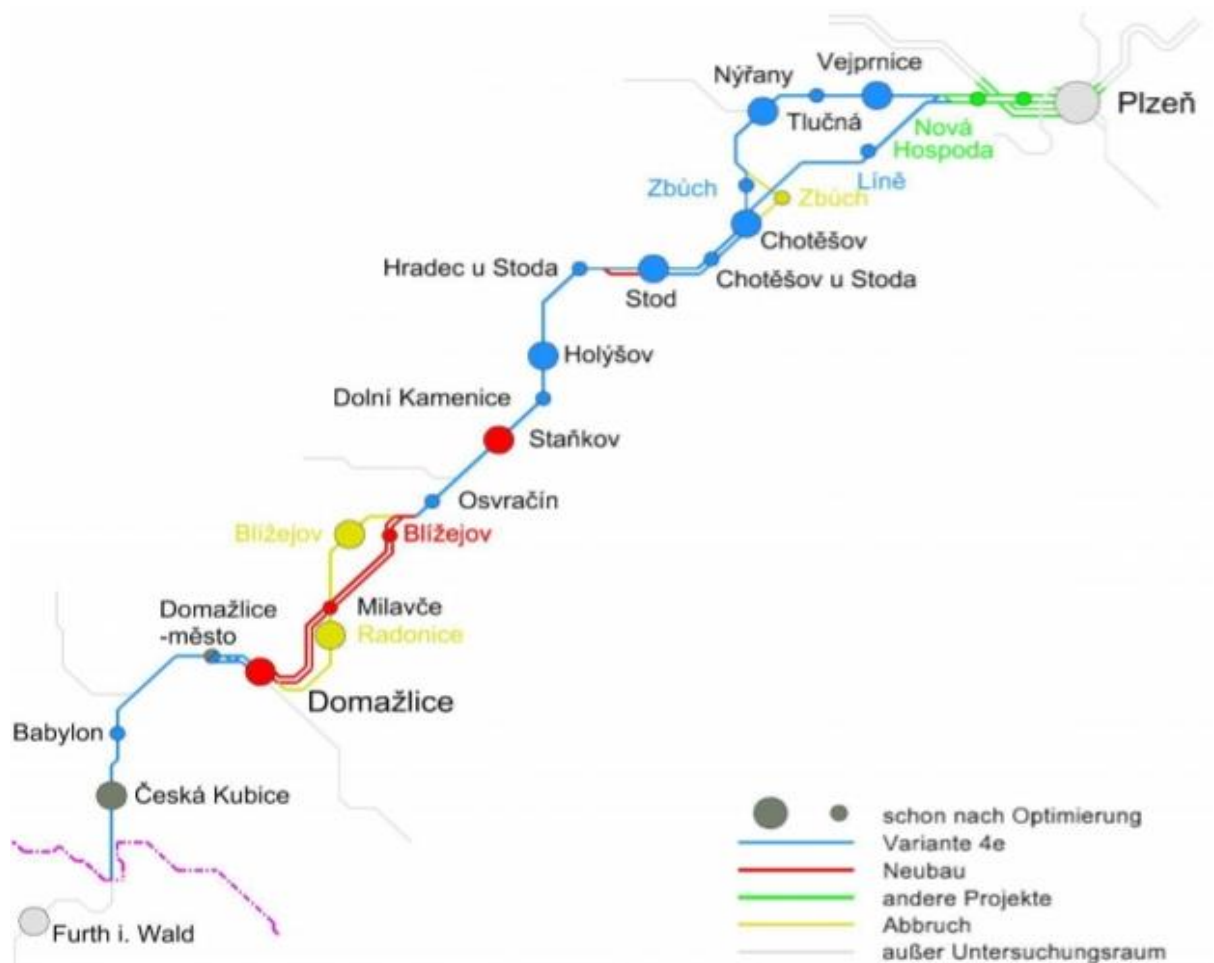 Vejprnice
Nýřany
Plzeň
Tlučná
Nová
Hospoda
Líně
Zbůch
Zbůch
Chotěšov
Hradec u Stoda
Chotěšov u Stoda
Stod
Holýšov
Dolní Kamenice
Staňkov
Osvračín
Blížejov
Blížejov
Domažlice
-město
Milavče
Radonice
Domažlice
Babylon
Česká Kubice
Furth i. Wald
schon nach Optimierung
Variante 4e
Neubau
andere Projekte
Abbruch
außer Untersuchungsraum